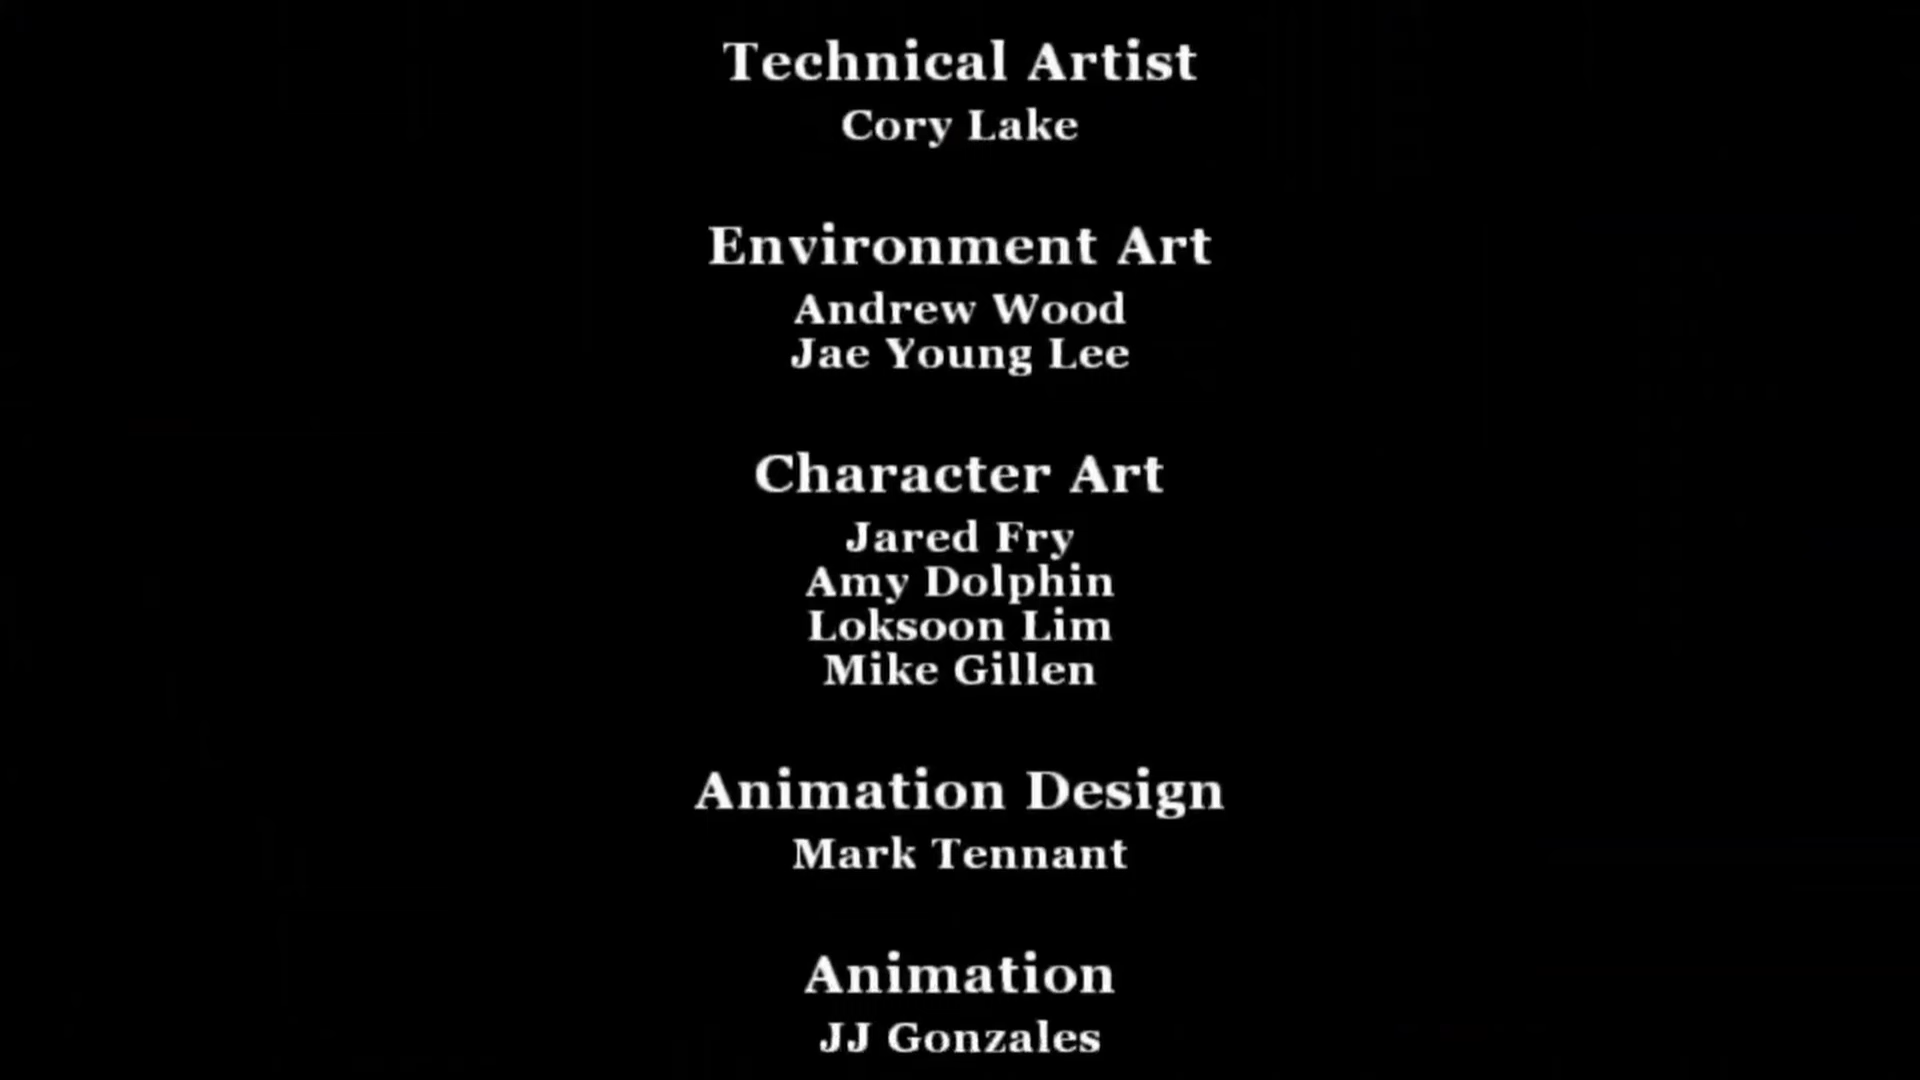 Technical Artist
Cory Lake
Environment Art
Andrew Wood
Jae Young Lee
Character Art
Jared Fry
Amy Dolphin
Loksoon Lim
Mike Gillen
Animation Design
Mark Tennant
Animation
JJ Gonzales